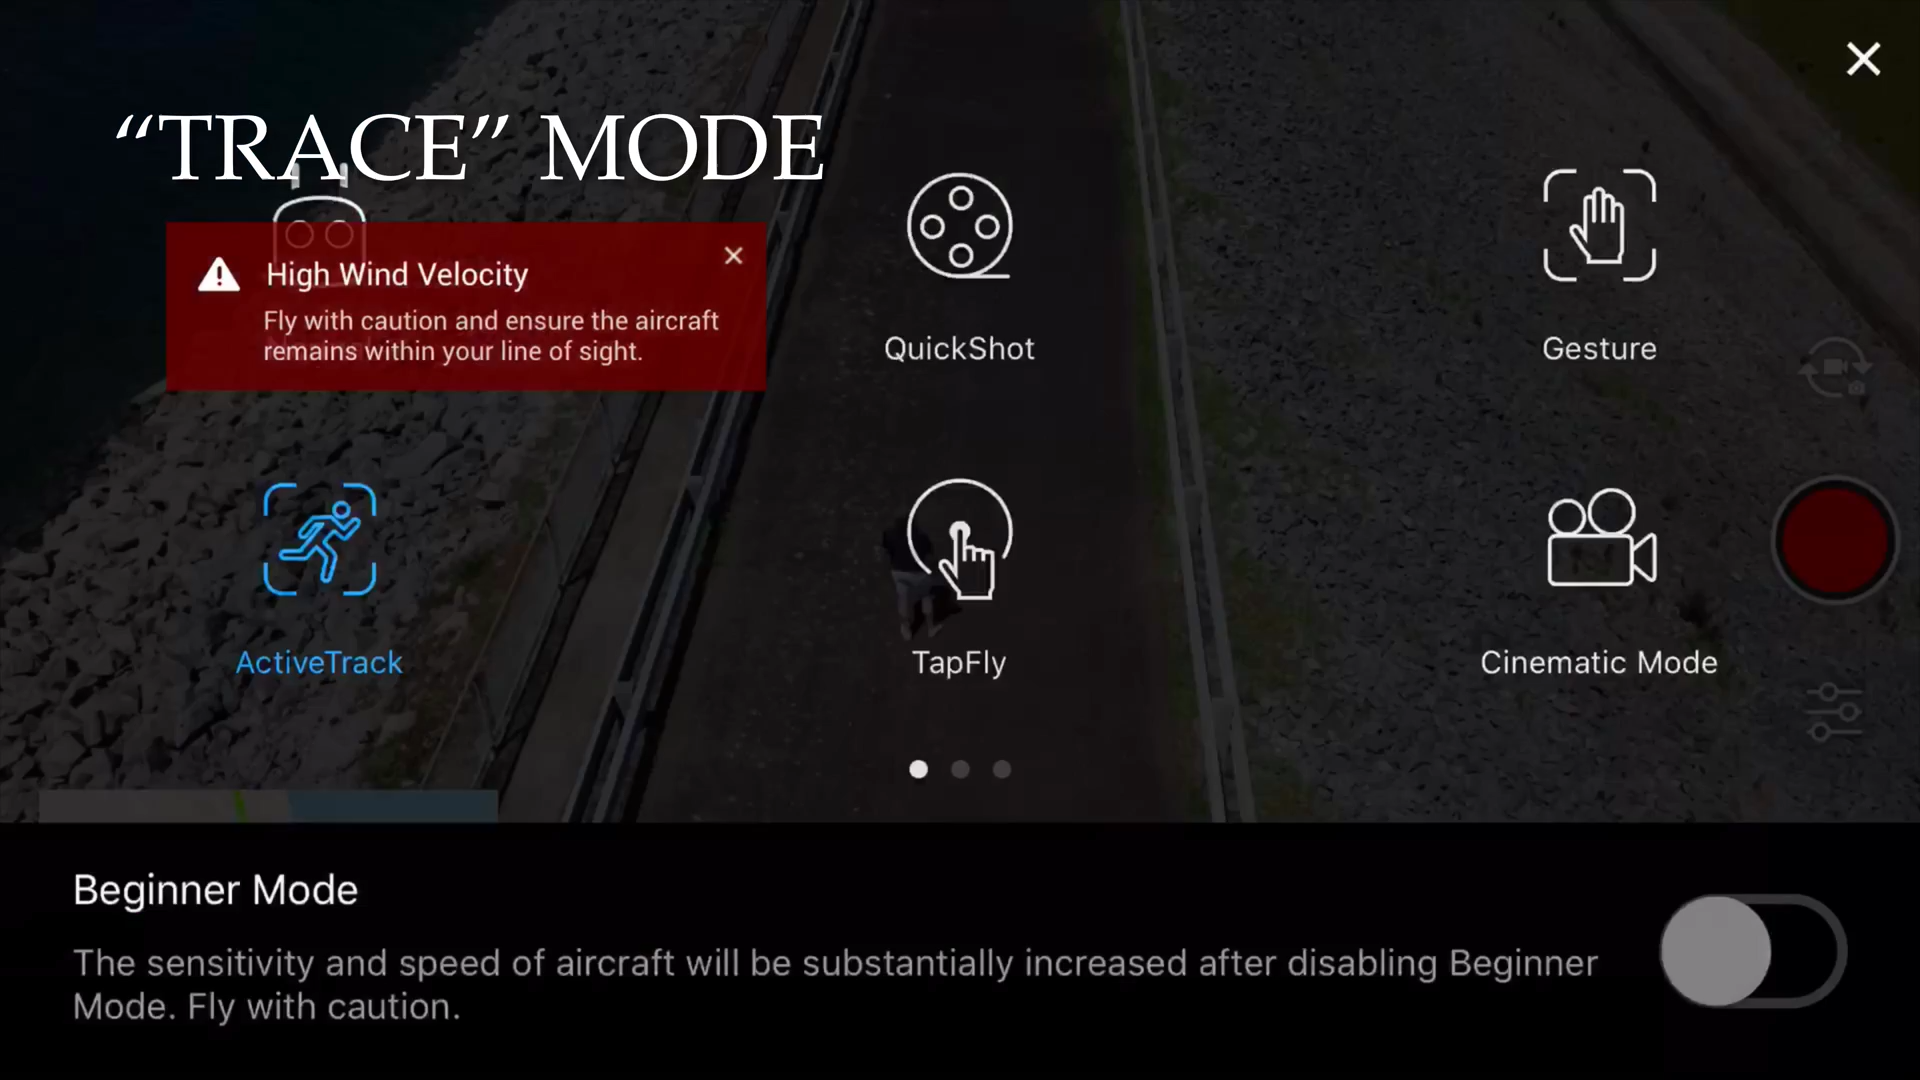 “TRACE” MODE
High Wind Velocity
Fly with caution and ensure the aircraft
remains within your line of sight.
QuickShot
Gesture
ActiveTrack
TapFly
Cinematic Mode
Beginner Mode
The sensitivity and speed of aircraft will be substantially increased after disabling Beginner
Mode. Fly with caution.